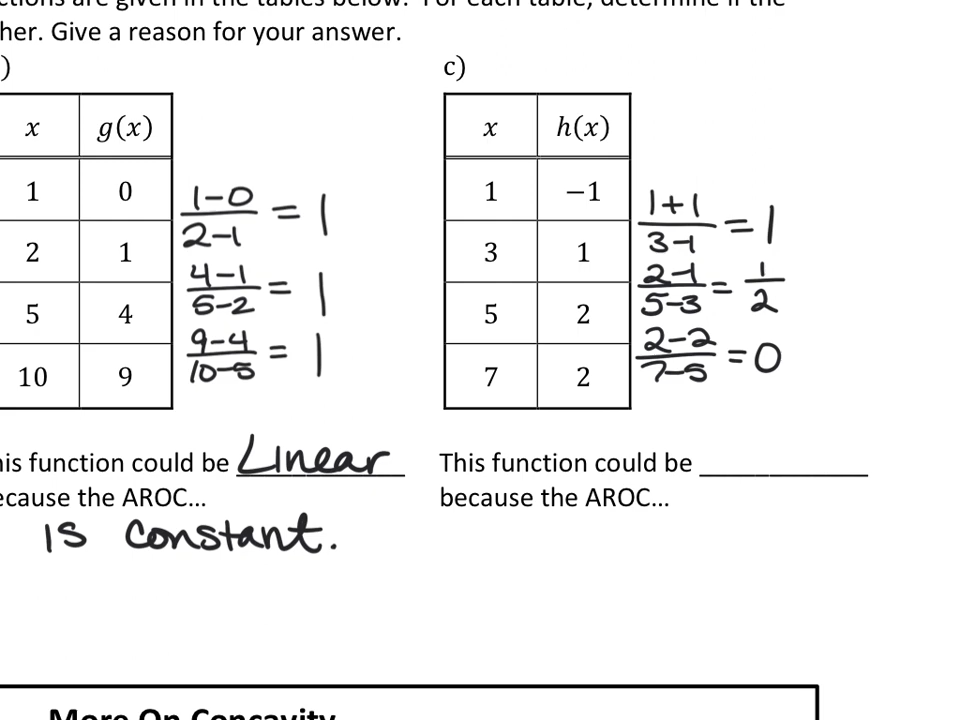 her. Give a reason for your answer.
)
x g(x)
1 0
2 1
5 4
10 9
1-0/2-1 = 1
4-1/5-2 = 1
9-4/10-5 = 1
his function could be Linear
ecause the AROC...
is constant.
c)
x h(x)
1 −1
3 1
5 2
7 2
1+1/3-1 = 1
2-1/5-3 = 1/2
2-2/7-5 = 0
This function could be ____________
because the AROC...
More On Concavity